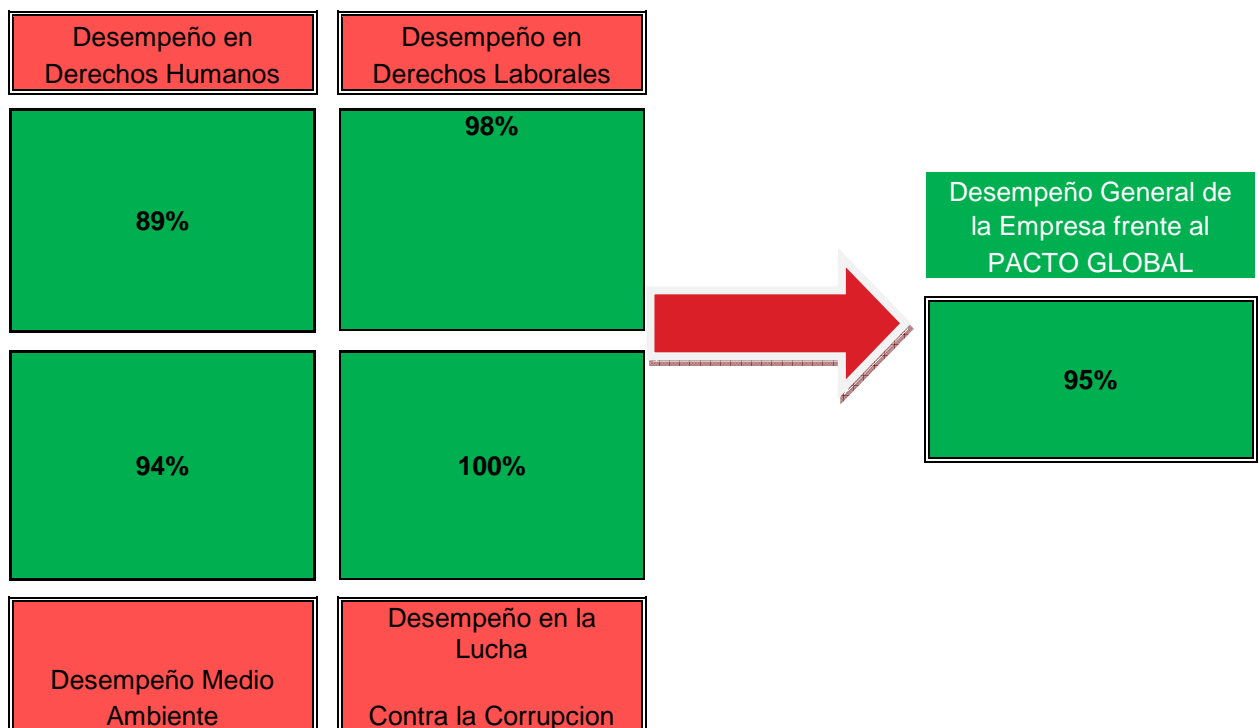 Desempeño en
Derechos Humanos
Desempeño en
Derechos Laborales
89%
98%
94%
100%
Desempeño Medio
Ambiente
Desempeño en la
Lucha
Contra la Corrupcion
Desempeño General de
la Empresa frente al
PACTO GLOBAL
95%